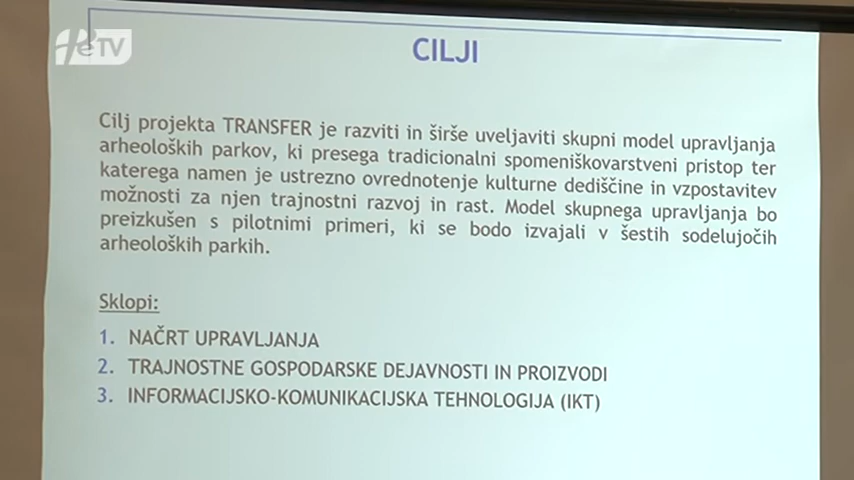 HeTV
CILJI
Cilj projekta TRANSFER je razviti in širše uveljaviti skupni model upravljanja
arheoloških parkov, ki presega tradicionalni spomeniškovarstveni pristop ter
katerega namen je ustrezno ovrednotenje kulturne dediščine in vzpostavitev
možnosti za njen trajnostni razvoj in rast. Model skupnega upravljanja bo
preizkušen s pilotnimi primeri, ki se bodo izvajali v šestih sodelujočih
arheoloških parkih.
Sklopi:
1. NAČRT UPRAVLJANJA
2. TRAJNOSTNE GOSPODARSKE DEJAVNOSTI IN PROIZVODI
3. INFORMACIJSKO-KOMUNIKACIJSKA TEHNOLOGIJA (IKT)